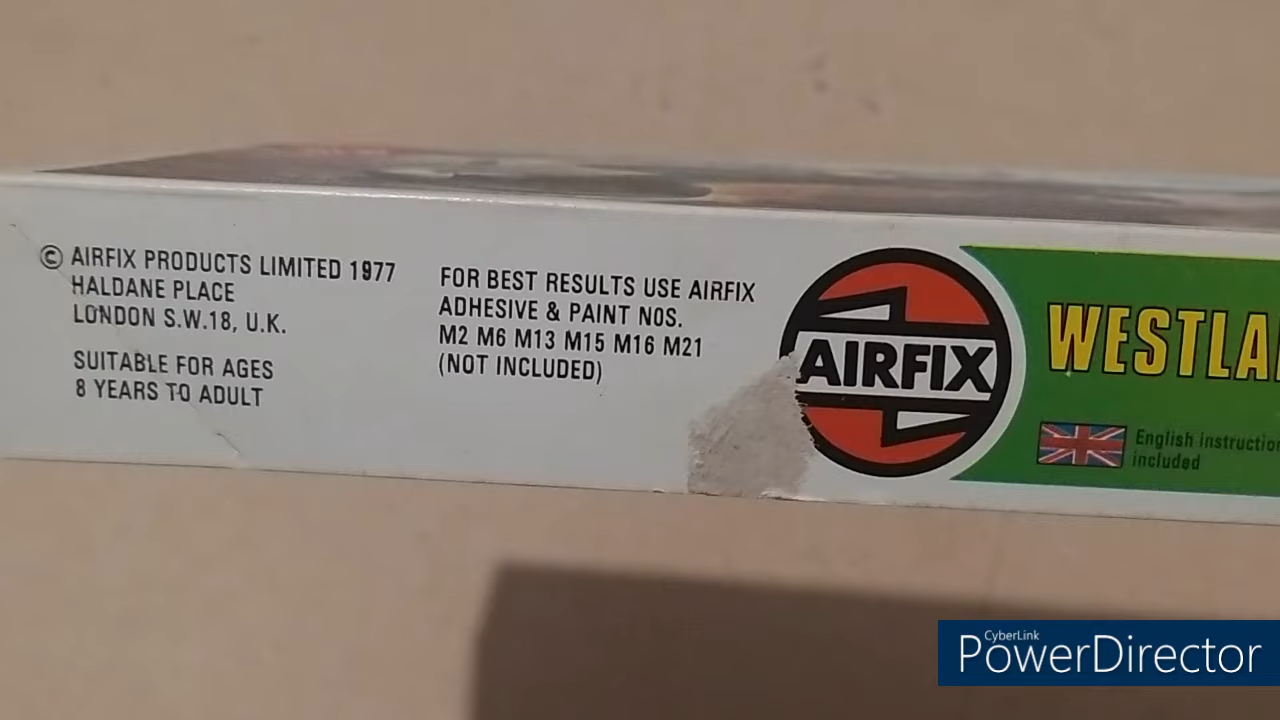 © AIRFIX PRODUCTS LIMITED 1977
HALDANE PLACE
LONDON S.W.18, U.K.
SUITABLE FOR AGES
8 YEARS TO ADULT
FOR BEST RESULTS USE AIRFIX
ADHESIVE & PAINT NOS.
M2 M6 M13 M15 M16 M21
(NOT INCLUDED)
AIRFIX
WESTLA
English instructio
included
CyberLink
PowerDirector